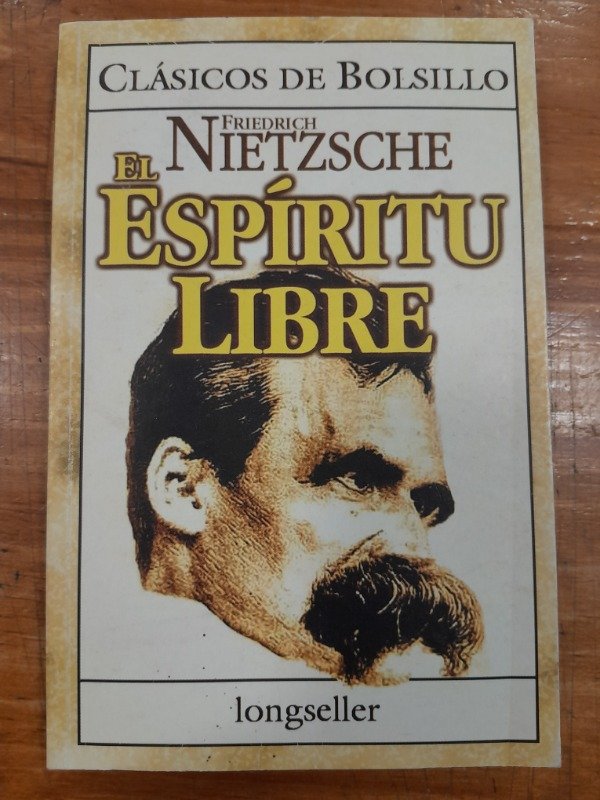 CLÁSICOS DE BOLSILLO
FRIEDRICH
NIETZSCHE
EL
ESPÍRITU
LIBRE
longseller